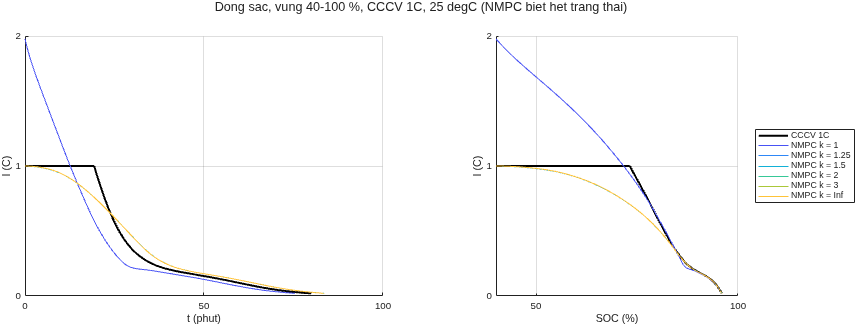 Dong sac, vung 40-100 %, CCCV 1C, 25 degC (NMPC biet het trang thai)
2
1
0
I (C)
0
50
100
t (phut)
2
1
0
I (C)
50
100
SOC (%)
CCCV 1C
NMPC k = 1
NMPC k = 1.25
NMPC k = 1.5
NMPC k = 2
NMPC k = 3
NMPC k = Inf